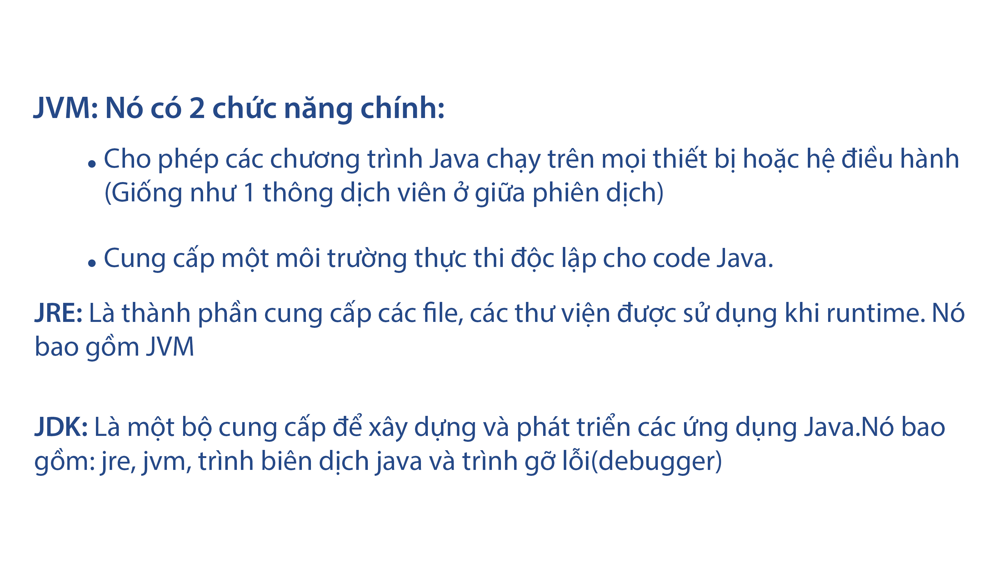 JVM: Nó có 2 chức năng chính:
• Cho phép các chương trình Java chạy trên mọi thiết bị hoặc hệ điều hành
(Giống như 1 thông dịch viên ở giữa phiên dịch)
• Cung cấp một môi trường thực thi độc lập cho code Java.
JRE: Là thành phần cung cấp các file, các thư viện được sử dụng khi runtime. Nó
bao gồm JVM
JDK: Là một bộ cung cấp để xây dựng và phát triển các ứng dụng Java.Nó bao
gồm: jre, jvm, trình biên dịch java và trình gỡ lỗi(debugger)